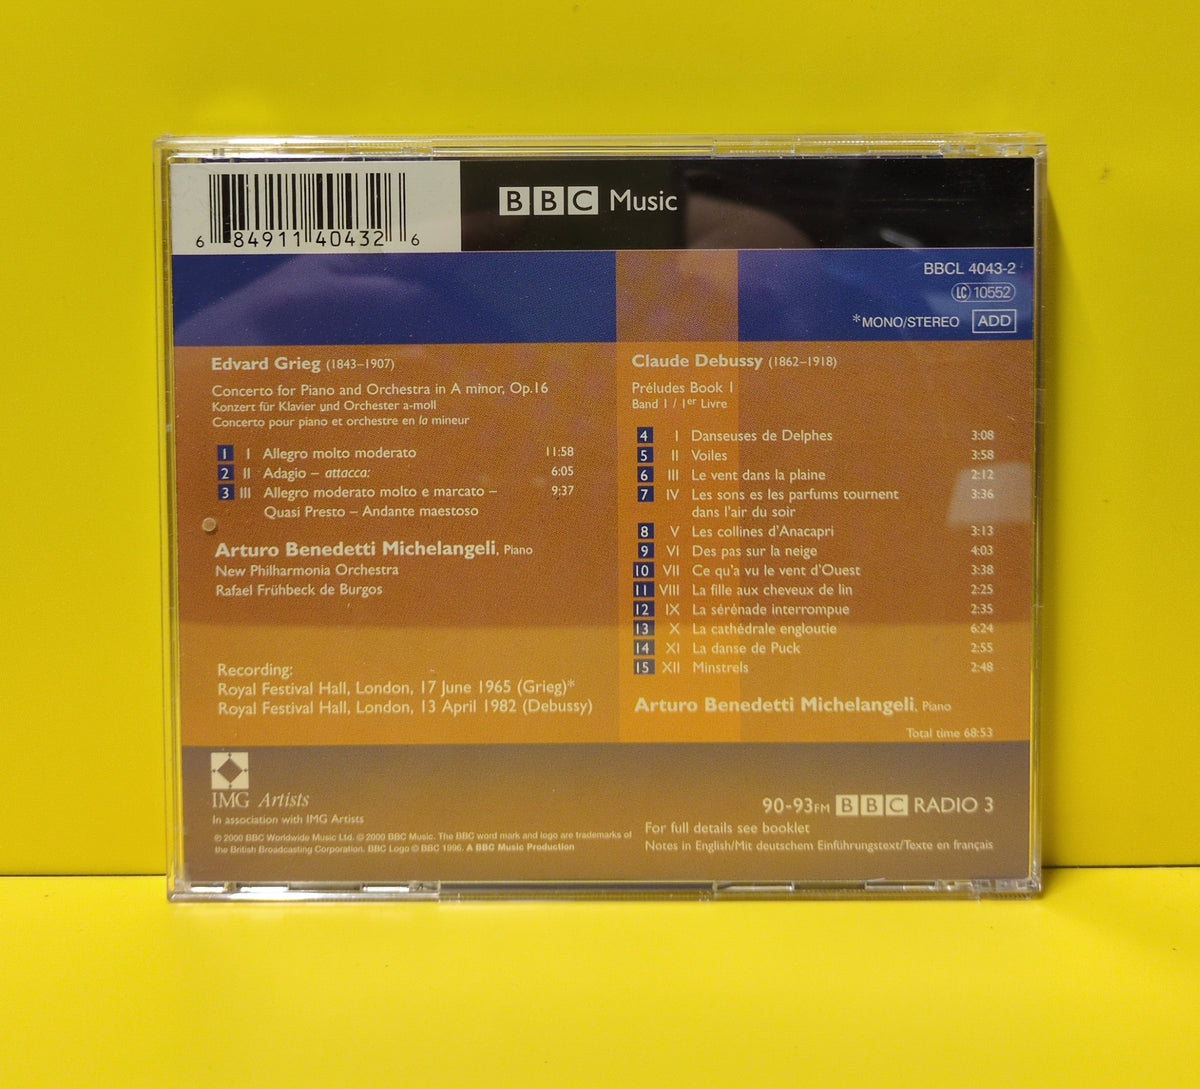 6 84911 40432 6
BBC Music
BBCL 4043-2
LC 10552
*MONO/STEREO ADD
Edvard Grieg (1843–1907)
Concerto for Piano and Orchestra in A minor, Op.16
Konzert für Klavier und Orchester a-moll
Concerto pour piano et orchestre en la mineur
1 I Allegro molto moderato 11:58
2 II Adagio – attacca: 6:05
3 III Allegro moderato molto e marcato – 9:37
Quasi Presto – Andante maestoso
Arturo Benedetti Michelangeli, Piano
New Philharmonia Orchestra
Rafael Frühbeck de Burgos
Recording:
Royal Festival Hall, London, 17 June 1965 (Grieg)*
Royal Festival Hall, London, 13 April 1982 (Debussy)
Claude Debussy (1862–1918)
Préludes Book 1
Band 1 / 1er Livre
4 I Danseuses de Delphes 3:08
5 II Voiles 3:58
6 III Le vent dans la plaine 2:12
7 IV Les sons es les parfums tournent 3:36
dans l'air du soir
8 V Les collines d'Anacapri 3:13
9 VI Des pas sur la neige 4:03
10 VII Ce qu'a vu le vent d'Ouest 3:38
11 VIII La fille aux cheveux de lin 2:25
12 IX La sérénade interrompue 2:35
13 X La cathédrale engloutie 6:24
14 XI La danse de Puck 2:55
15 XII Minstrels 2:48
Arturo Benedetti Michelangeli, Piano
Total time 68:53
IMG Artists
In association with IMG Artists
℗ 2000 BBC Worldwide Music Ltd. © 2000 BBC Music. The BBC word mark and logo are trademarks of
the British Broadcasting Corporation. BBC Logo © BBC 1996. A BBC Music Production
90-93FM BBC RADIO 3
For full details see booklet
Notes in English/Mit deutschem Einführungstext/Texte en français